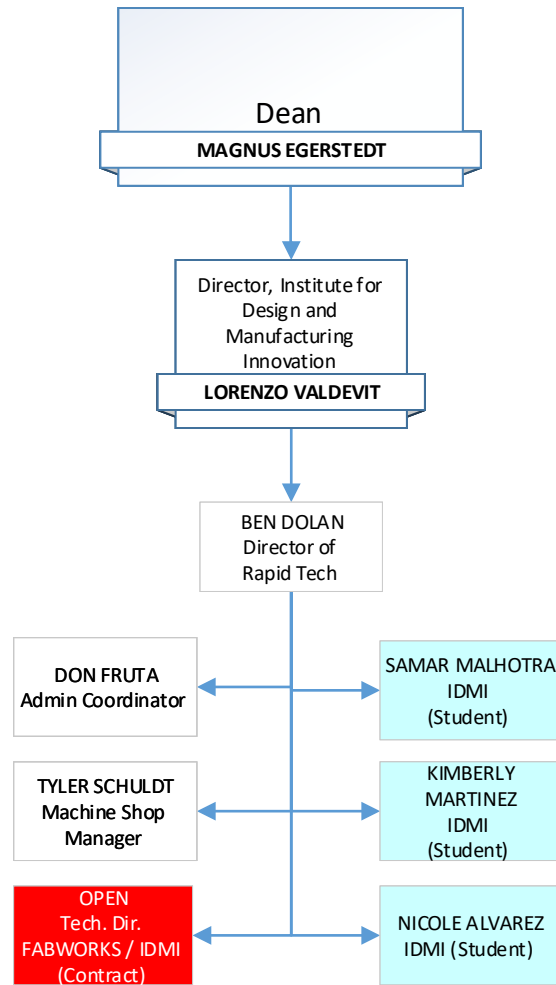 Dean
MAGNUS EGERSTEDT
Director, Institute for
Design and
Manufacturing
Innovation
LORENZO VALDEVIT
BEN DOLAN
Director of
Rapid Tech
DON FRUTA
Admin Coordinator
SAMAR MALHOTRA
IDMI
(Student)
TYLER SCHULDT
Machine Shop
Manager
KIMBERLY
MARTINEZ
IDMI
(Student)
OPEN
Tech. Dir.
FABWORKS / IDMI
(Contract)
NICOLE ALVAREZ
IDMI (Student)